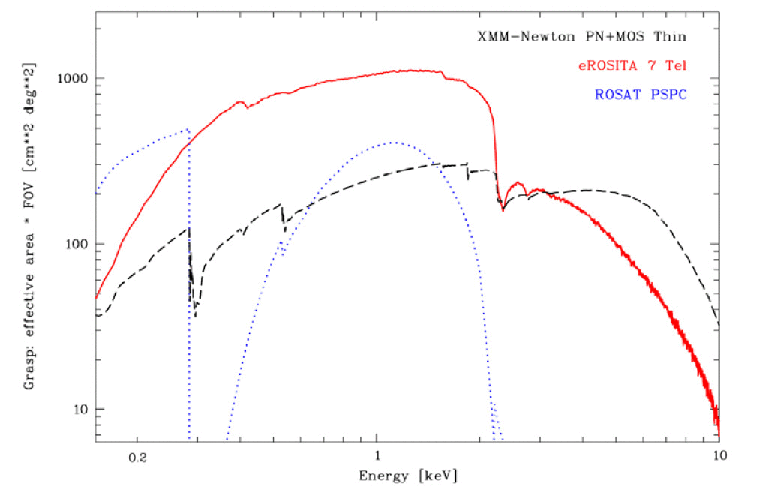 XMM-Newton PN+MOS Thin
eROSITA 7 Tel
ROSAT PSPC
1000
100
10
Grasp: effective area * FOV [cm**2 deg**2]
0.2
1
10
Energy [keV]